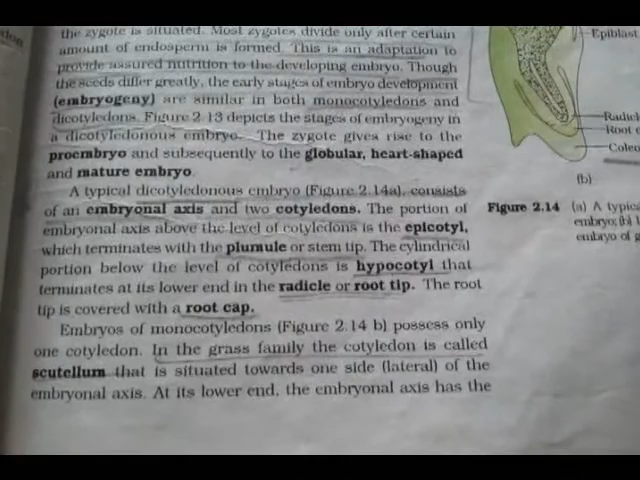 the zygote is situated. Most zygotes divide only after certain
amount of endosperm is formed. This is an adaptation to
provide assured nutrition to the developing embryo. Though
the seeds differ greatly, the early stages of embryo development
(embryogeny) are similar in both monocotyledons and
dicotyledons. Figure 2.13 depicts the stages of embryogeny in
a dicotyledonous embryo. The zygote gives rise to the
proembryo and subsequently to the globular, heart-shaped
and mature embryo.
A typical dicotyledonous embryo (Figure 2.14a), consists
of an embryonal axis and two cotyledons. The portion of
embryonal axis above the level of cotyledons is the epicotyl,
which terminates with the plumule or stem tip. The cylindrical
portion below the level of cotyledons is hypocotyl that
terminates at its lower end in the radicle or root tip. The root
tip is covered with a root cap.
Embryos of monocotyledons (Figure 2.14 b) possess only
one cotyledon. In the grass family the cotyledon is called
scutellum that is situated towards one side (lateral) of the
embryonal axis. At its lower end, the embryonal axis has the
Epiblast
Radicl
Root
Coleo
(b)
Figure 2.14 (a) A typica
embryo; (b)
embryo of g